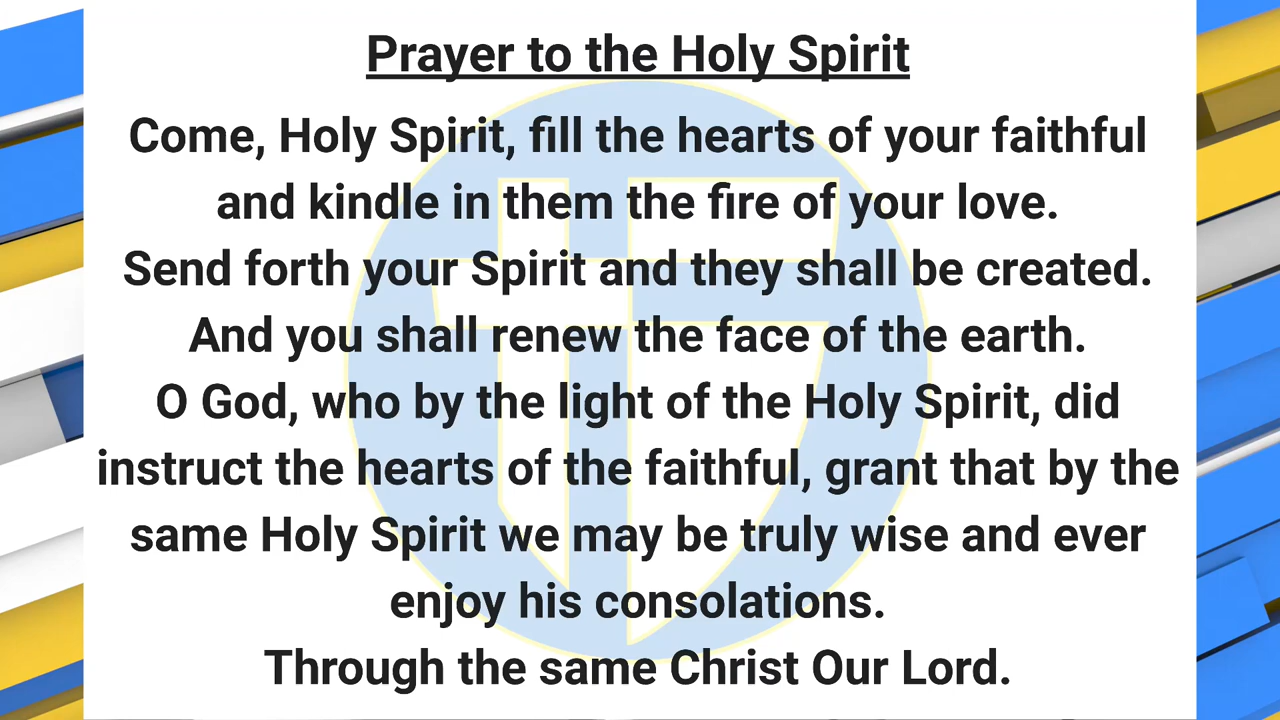 Prayer to the Holy Spirit
Come, Holy Spirit, fill the hearts of your faithful
and kindle in them the fire of your love.
Send forth your Spirit and they shall be created.
And you shall renew the face of the earth.
O God, who by the light of the Holy Spirit, did
instruct the hearts of the faithful, grant that by the
same Holy Spirit we may be truly wise and ever
enjoy his consolations.
Through the same Christ Our Lord.